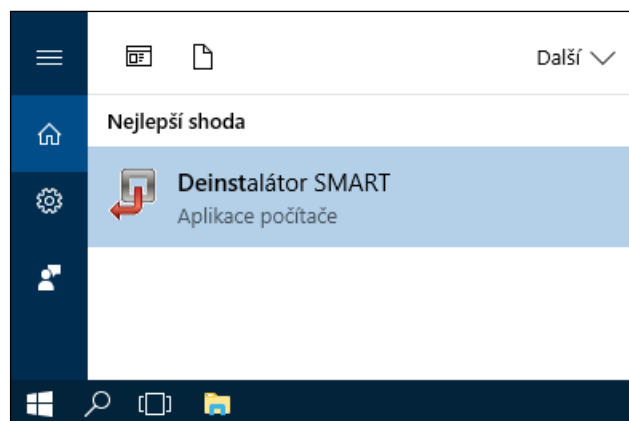 Další
Nejlepší shoda
Deinstalátor SMART
Aplikace počítače